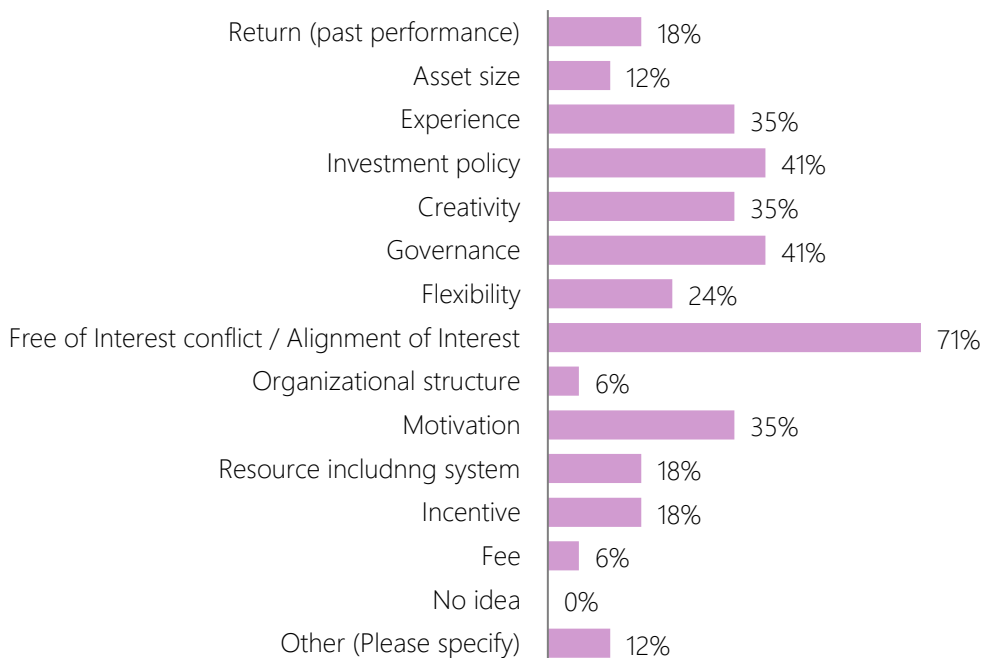 Return (past performance) 18%
Asset size 12%
Experience 35%
Investment policy 41%
Creativity 35%
Governance 41%
Flexibility 24%
Free of Interest conflict / Alignment of Interest 71%
Organizational structure 6%
Motivation 35%
Resource includnng system 18%
Incentive 18%
Fee 6%
No idea 0%
Other (Please specify) 12%